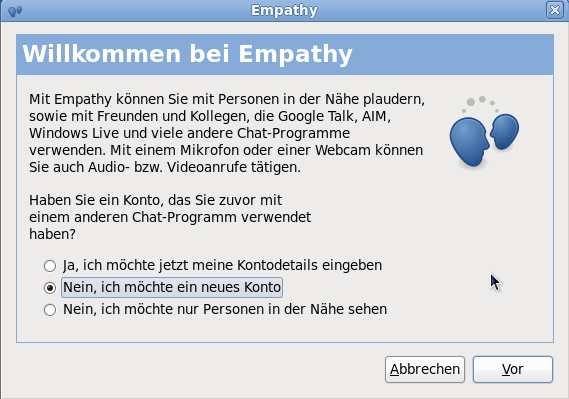 Empathy
Willkommen bei Empathy
Mit Empathy können Sie mit Personen in der Nähe plaudern,
sowie mit Freunden und Kollegen, die Google Talk, AIM,
Windows Live und viele andere Chat-Programme
verwenden. Mit einem Mikrofon oder einer Webcam können
Sie auch Audio- bzw. Videoanrufe tätigen.
Haben Sie ein Konto, das Sie zuvor mit
einem anderen Chat-Programm verwendet
haben?
Ja, ich möchte jetzt meine Kontodetails eingeben
Nein, ich möchte ein neues Konto
Nein, ich möchte nur Personen in der Nähe sehen
Abbrechen
Vor